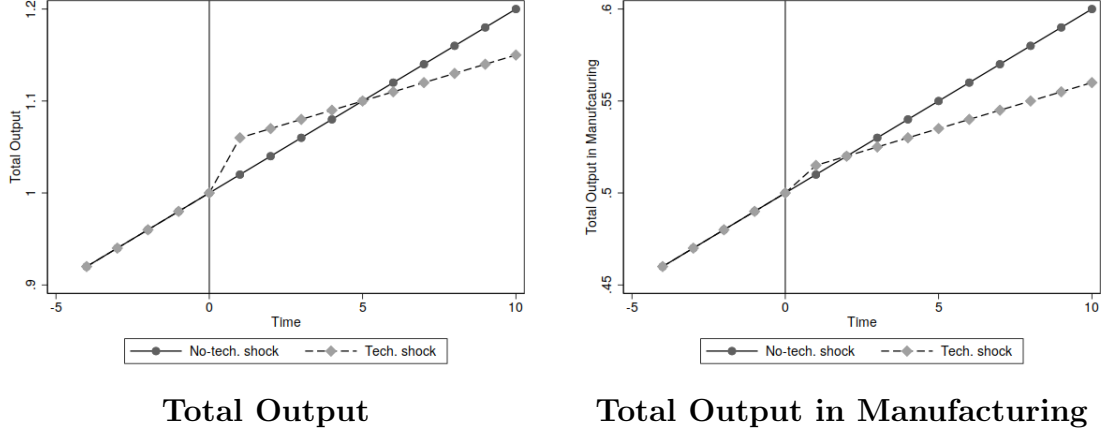 1.2
1.1
1
.9
Total Output
-5 0 5 10
Time
No-tech. shock Tech. shock
Total Output
.6
.55
.5
.45
Total Output in Manufcaturing
-5 0 5 10
Time
No-tech. shock Tech. shock
Total Output in Manufacturing